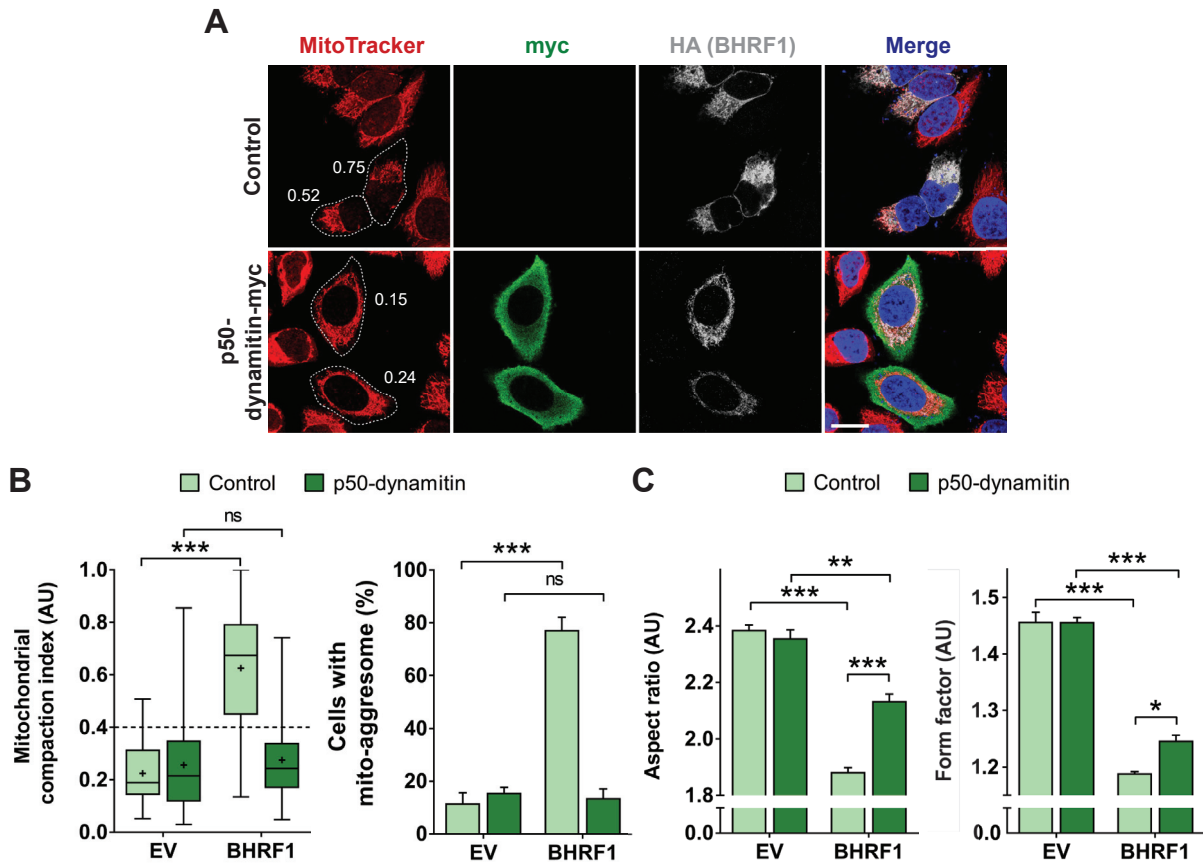 A
MitoTracker
myc
HA (BHRF1)
Merge
Control
0.75
0.52
p50-
dynamitin-myc
0.15
0.24
B
Control
p50-dynamitin
Mitochondrial
compaction index (AU)
1.0
0.8
0.6
0.4
0.2
0.0
***
ns
+
+
+
+
EV
BHRF1
Cells with
mito-aggresome (%)
100
80
60
40
20
0
***
ns
EV
BHRF1
C
Control
p50-dynamitin
Aspect ratio (AU)
2.4
2.2
2.0
1.8
0.0
**
***
***
EV
BHRF1
Form factor (AU)
1.5
1.4
1.3
1.2
0.0
***
***
*
EV
BHRF1